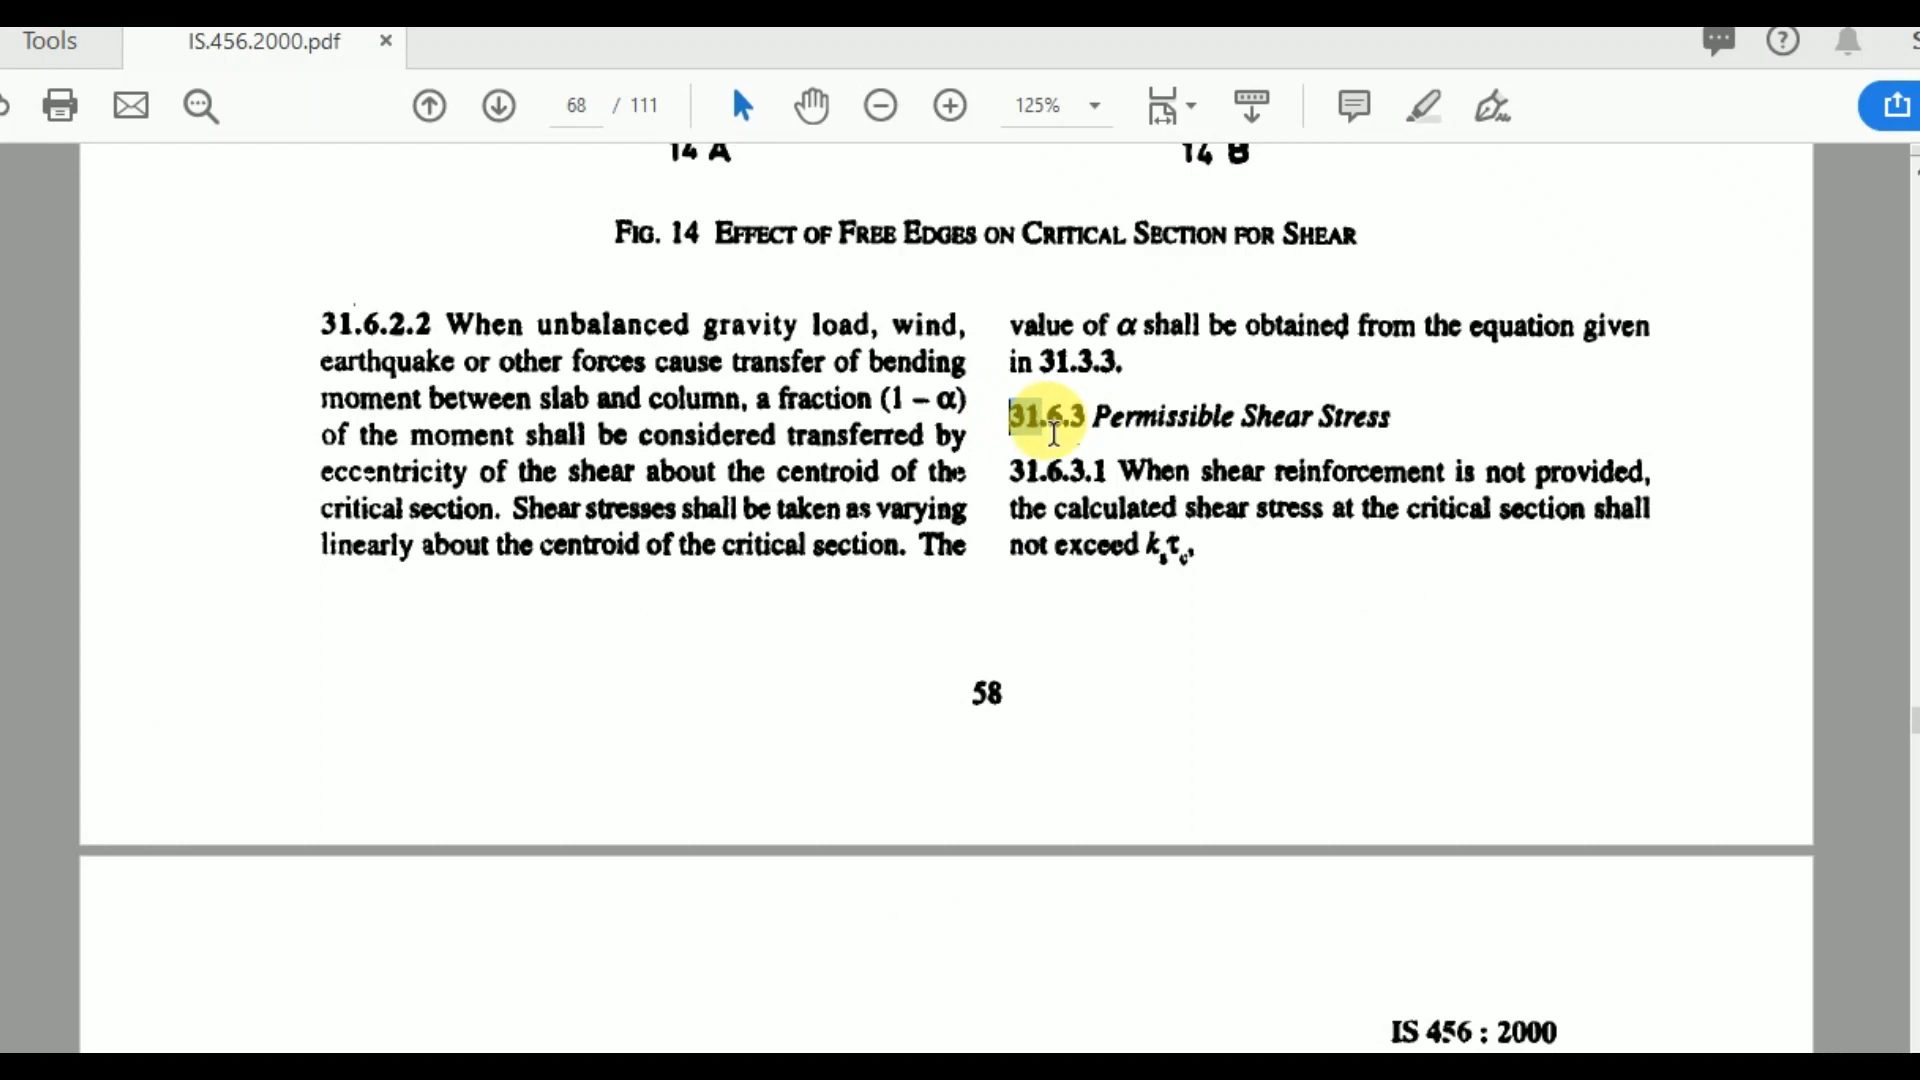 Tools
IS.456.2000.pdf ×
68 / 111
125%
14 A
14 B
FIG. 14 EFFECT OF FREE EDGES ON CRITICAL SECTION FOR SHEAR
31.6.2.2 When unbalanced gravity load, wind,
earthquake or other forces cause transfer of bending
moment between slab and column, a fraction (1 – α)
of the moment shall be considered transferred by
eccentricity of the shear about the centroid of the
critical section. Shear stresses shall be taken as varying
linearly about the centroid of the critical section. The
value of α shall be obtained from the equation given
in 31.3.3.
31.6.3 Permissible Shear Stress
31.6.3.1 When shear reinforcement is not provided,
the calculated shear stress at the critical section shall
not exceed kₛτ꜀,
58
IS 456 : 2000